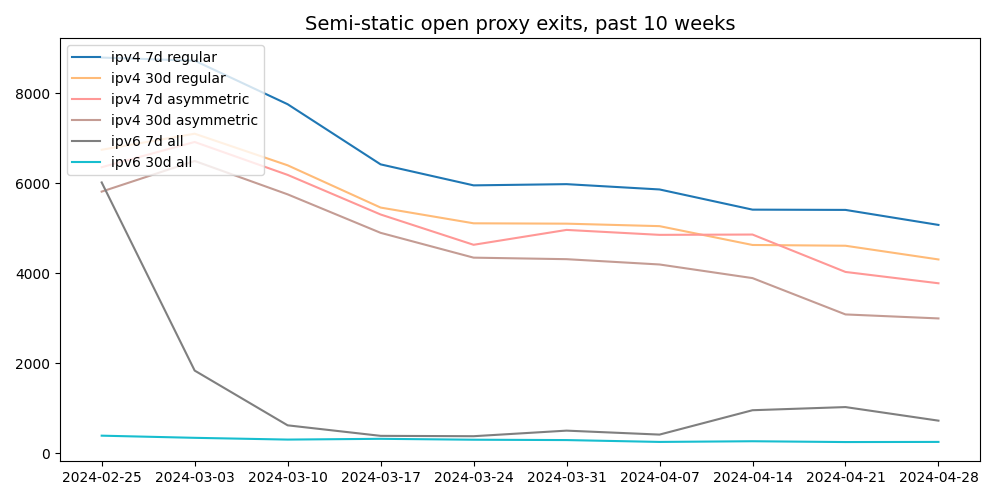 Semi-static open proxy exits, past 10 weeks
ipv4 7d regular
ipv4 30d regular
ipv4 7d asymmetric
ipv4 30d asymmetric
ipv6 7d all
ipv6 30d all
8000
6000
4000
2000
0
2024-02-25 2024-03-03 2024-03-10 2024-03-17 2024-03-24 2024-03-31 2024-04-07 2024-04-14 2024-04-21 2024-04-28